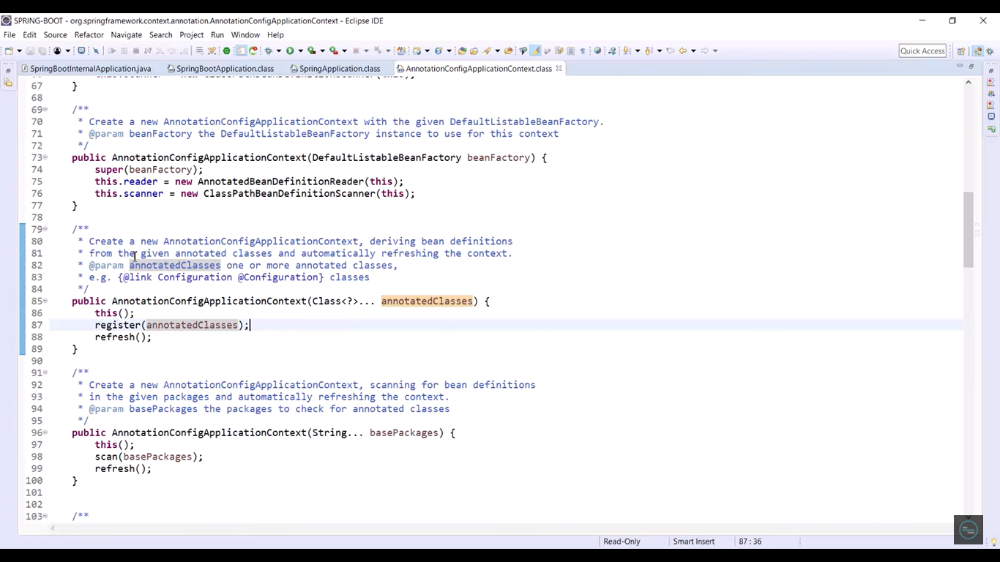 SPRING-BOOT - org.springframework.context.annotation.AnnotationConfigApplicationContext - Eclipse IDE
File Edit Source Refactor Navigate Search Project Run Window Help
Quick Access
SpringBootInternalApplication.java SpringBootApplication.class SpringApplication.class AnnotationConfigApplicationContext.class
67 }
68
69 /**
70 * Create a new AnnotationConfigApplicationContext with the given DefaultListableBeanFactory.
71 * @param beanFactory the DefaultListableBeanFactory instance to use for this context
72 */
73 public AnnotationConfigApplicationContext(DefaultListableBeanFactory beanFactory) {
74 super(beanFactory);
75 this.reader = new AnnotatedBeanDefinitionReader(this);
76 this.scanner = new ClassPathBeanDefinitionScanner(this);
77 }
78
79 /**
80 * Create a new AnnotationConfigApplicationContext, deriving bean definitions
81 * from the given annotated classes and automatically refreshing the context.
82 * @param annotatedClasses one or more annotated classes,
83 * e.g. {@link Configuration @Configuration} classes
84 */
85 public AnnotationConfigApplicationContext(Class<?>... annotatedClasses) {
86 this();
87 register(annotatedClasses);
88 refresh();
89 }
90
91 /**
92 * Create a new AnnotationConfigApplicationContext, scanning for bean definitions
93 * in the given packages and automatically refreshing the context.
94 * @param basePackages the packages to check for annotated classes
95 */
96 public AnnotationConfigApplicationContext(String... basePackages) {
97 this();
98 scan(basePackages);
99 refresh();
100 }
101
102
103 /**
Read-Only Smart Insert 87 : 36